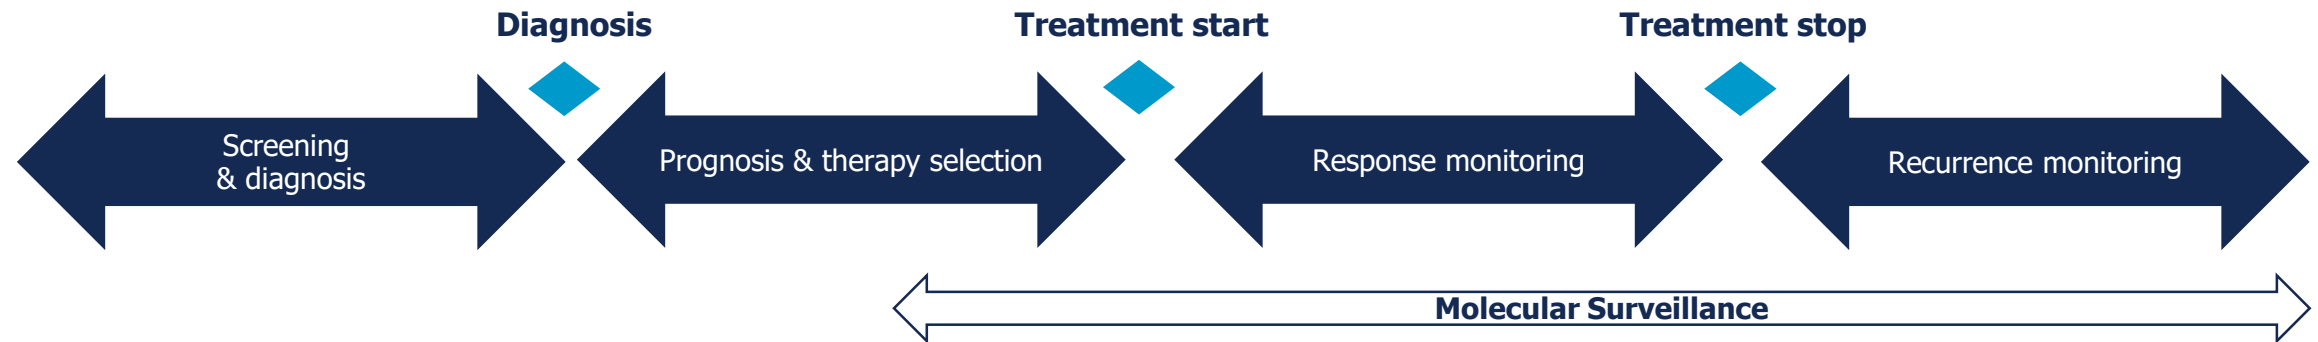 Diagnosis
Treatment start
Treatment stop
Screening
& diagnosis
Prognosis & therapy selection
Response monitoring
Recurrence monitoring
Molecular Surveillance